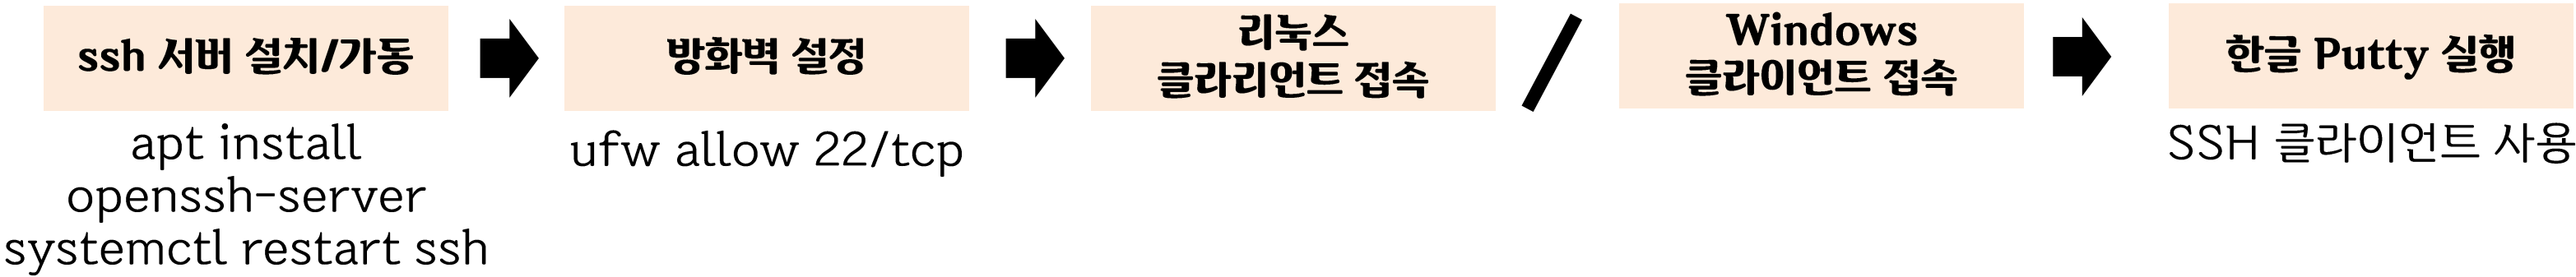 ssh 서버 설치/가동
apt install
openssh-server
systemctl restart ssh
방화벽 설정
ufw allow 22/tcp
리눅스
클라리언트 접속
/
Windows
클라이언트 접속
한글 Putty 실행
SSH 클라이언트 사용